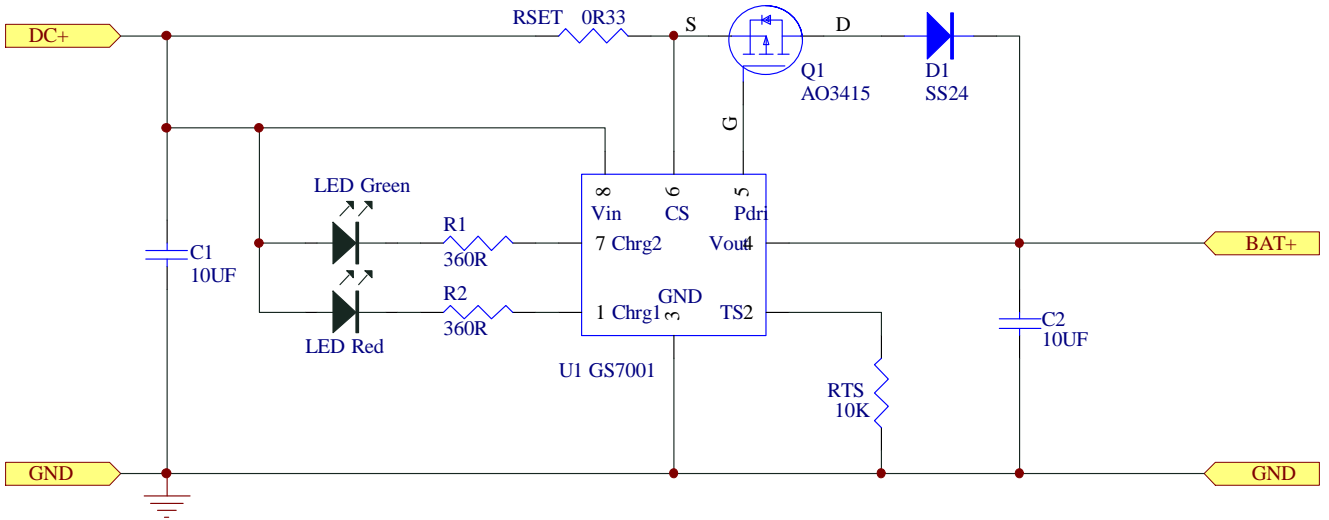 RSET 0R33
DC+
S
D
Q1
AO3415
D1
SS24
G
LED Green
8
6
5
Vin
CS
Pdri
R1
360R
7 Chrg2
Vout 4
BAT+
C1
10UF
R2
360R
GND
1 Chrg1
3
TS 2
C2
10UF
LED Red
U1 GS7001
RTS
10K
GND
GND